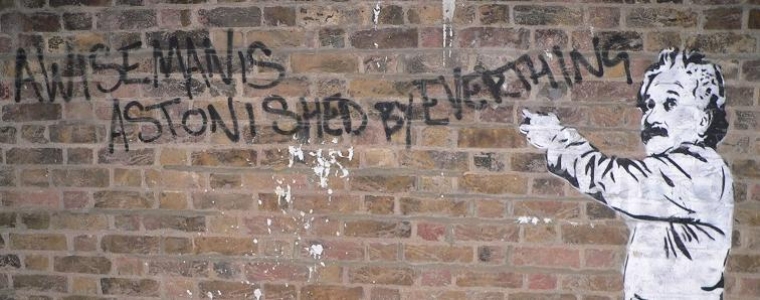 A WISE MAN IS
ASTONISHED BY EVERYTHING